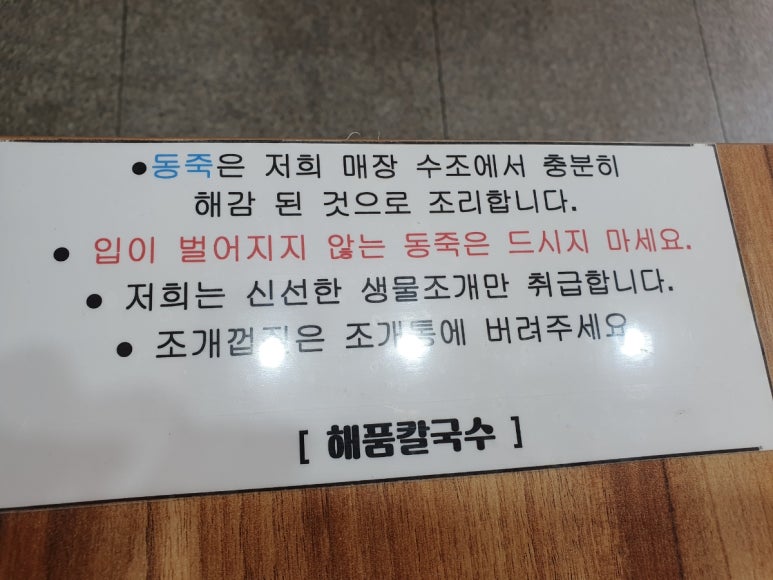 ●동죽은 저희 매장 수조에서 충분히
해감 된 것으로 조리합니다.
● 입이 벌어지지 않는 동죽은 드시지 마세요.
● 저희는 신선한 생물조개만 취급합니다.
● 조개껍질은 조개통에 버려주세요
[ 해품칼국수 ]